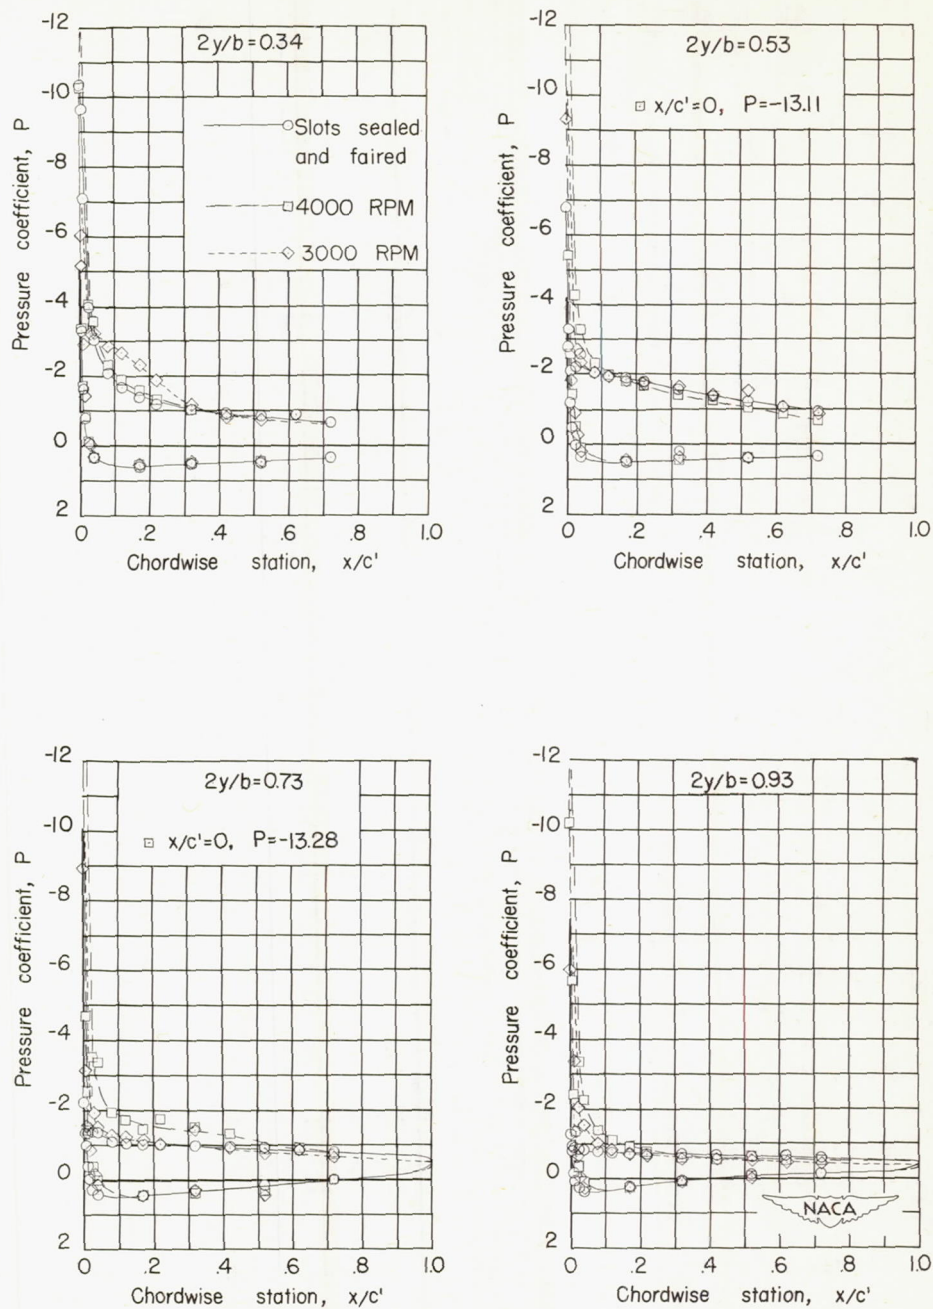 2y/b=0.34
Slots sealed
and faired
4000 RPM
3000 RPM
-12
-10
-8
-6
-4
-2
0
2
Pressure coefficient, P
0 .2 .4 .6 .8 1.0
Chordwise station, x/c'
2y/b=0.53
x/c'=0, P=-13.11
-12
-10
-8
-6
-4
-2
0
2
Pressure coefficient, P
0 .2 .4 .6 .8 1.0
Chordwise station, x/c'
2y/b=0.73
x/c'=0, P=-13.28
-12
-10
-8
-6
-4
-2
0
2
Pressure coefficient, P
0 .2 .4 .6 .8 1.0
Chordwise station, x/c'
2y/b=0.93
-12
-10
-8
-6
-4
-2
0
2
Pressure coefficient, P
NACA
0 .2 .4 .6 .8 1.0
Chordwise station, x/c'